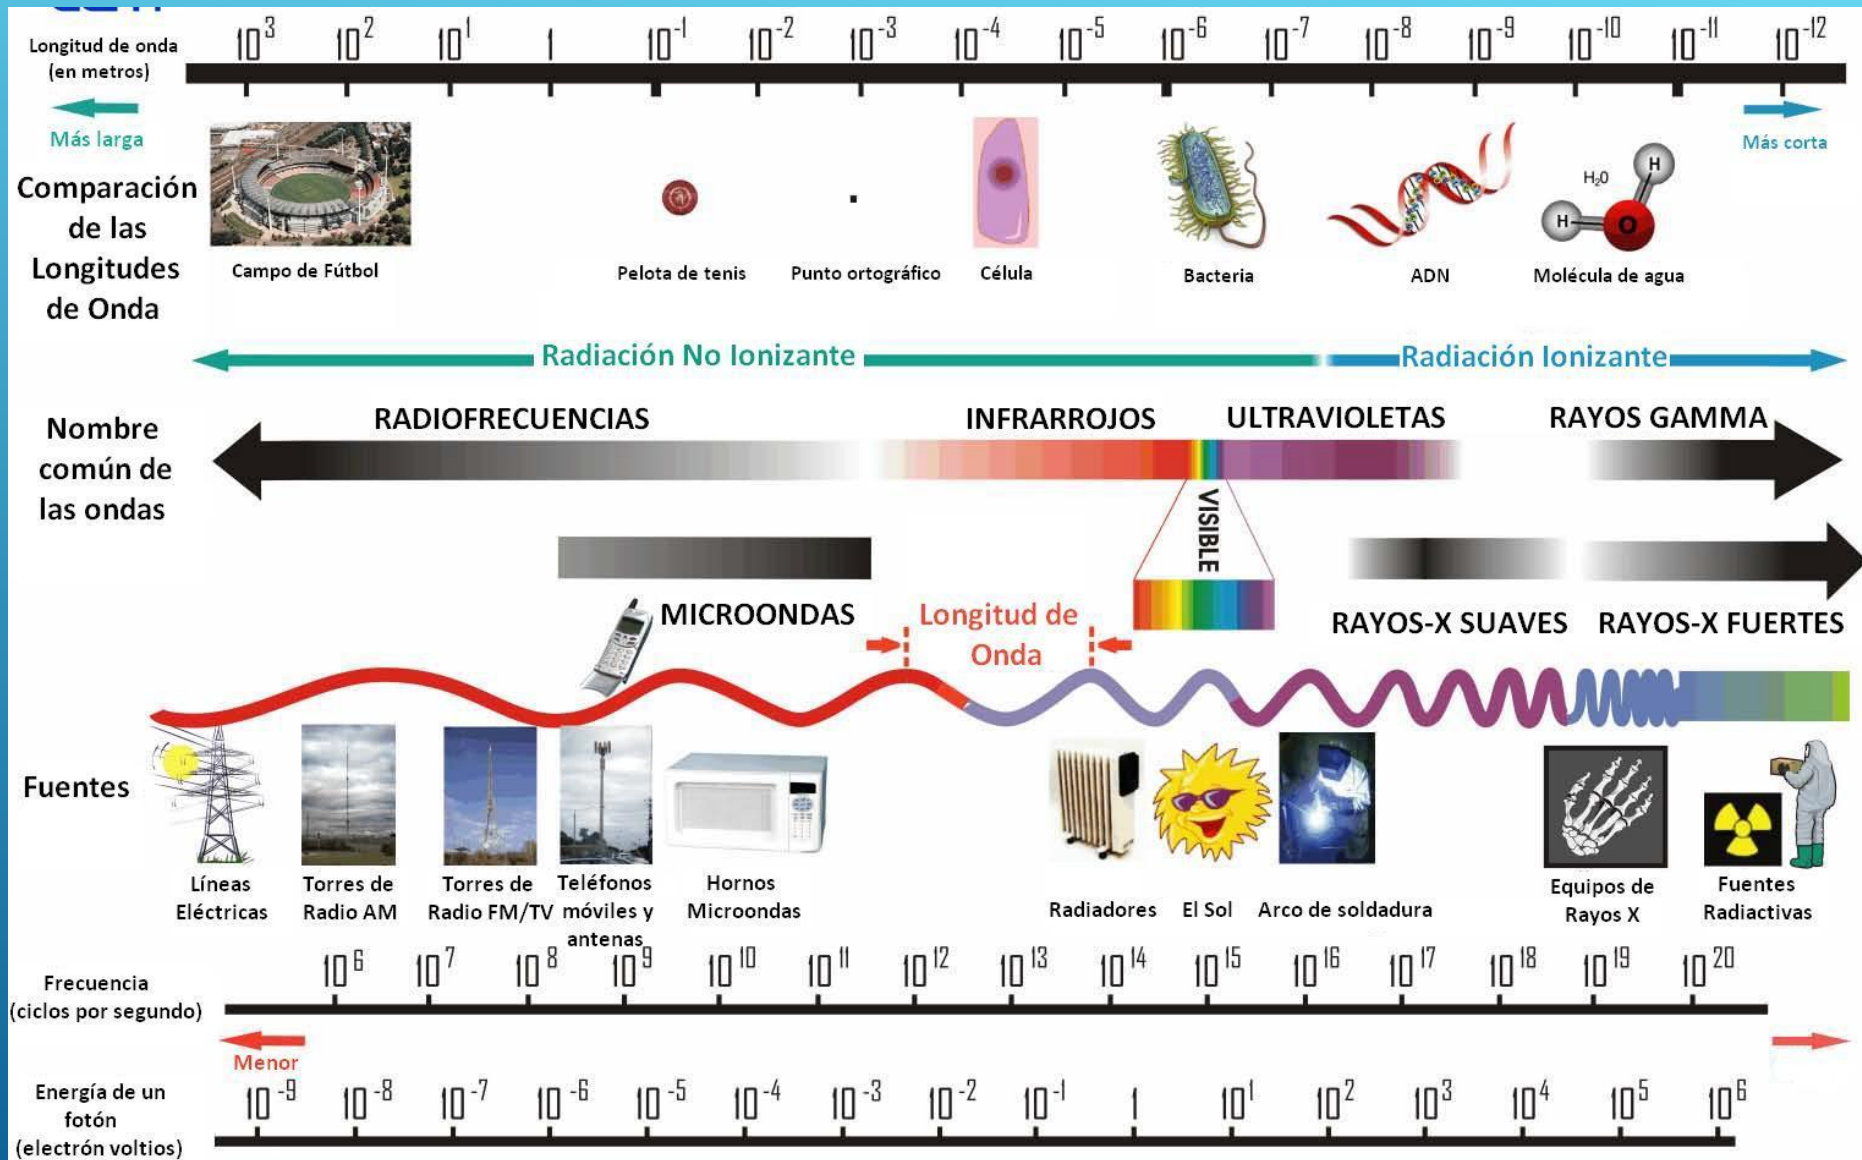 Longitud de onda
(en metros)
10³ 10² 10¹ 1 10⁻¹ 10⁻² 10⁻³ 10⁻⁴ 10⁻⁵ 10⁻⁶ 10⁻⁷ 10⁻⁸ 10⁻⁹ 10⁻¹⁰ 10⁻¹¹ 10⁻¹²
Más larga
Más corta
Comparación
de las
Longitudes
de Onda
H₂0
H
H
O
Campo de Fútbol
Pelota de tenis
Punto ortográfico
Célula
Bacteria
ADN
Molécula de agua
Radiación No Ionizante
Radiación Ionizante
Nombre
común de
las ondas
RADIOFRECUENCIAS
INFRARROJOS
ULTRAVIOLETAS
RAYOS GAMMA
VISIBLE
MICROONDAS
Longitud de
Onda
RAYOS-X SUAVES
RAYOS-X FUERTES
Fuentes
Líneas
Eléctricas
Torres de
Radio AM
Torres de
Radio FM/TV
Teléfonos
móviles y
antenas
Hornos
Microondas
Radiadores
El Sol
Arco de soldadura
Equipos de
Rayos X
Fuentes
Radiactivas
Frecuencia
(ciclos por segundo)
10⁶ 10⁷ 10⁸ 10⁹ 10¹⁰ 10¹¹ 10¹² 10¹³ 10¹⁴ 10¹⁵ 10¹⁶ 10¹⁷ 10¹⁸ 10¹⁹ 10²⁰
Menor
Energía de un
fotón
(electrón voltios)
10⁻⁹ 10⁻⁸ 10⁻⁷ 10⁻⁶ 10⁻⁵ 10⁻⁴ 10⁻³ 10⁻² 10⁻¹ 1 10¹ 10² 10³ 10⁴ 10⁵ 10⁶